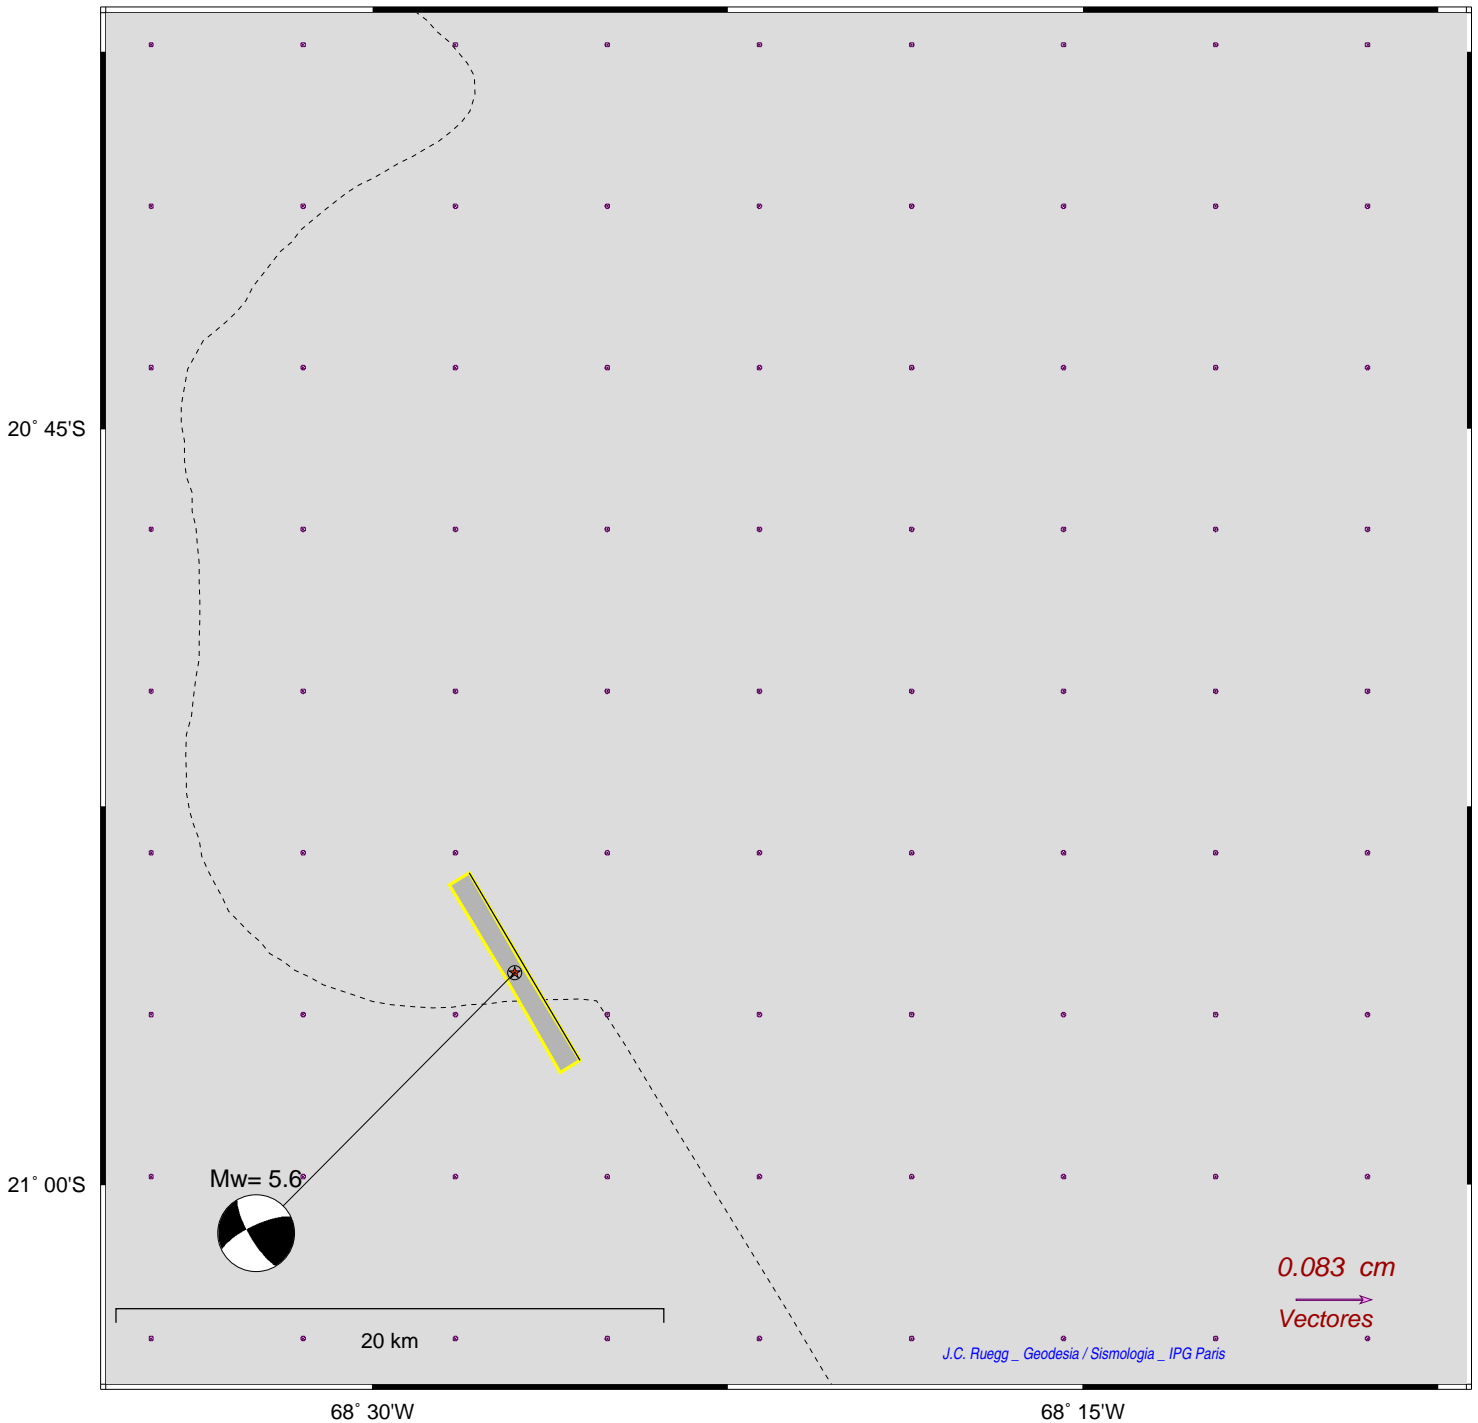 20° 45'S
21° 00'S
Mw= 5.6
0.083 cm
Vectores
20 km
J.C. Ruegg _ Geodesia / Sismologia _ IPG Paris
68° 30'W
68° 15'W